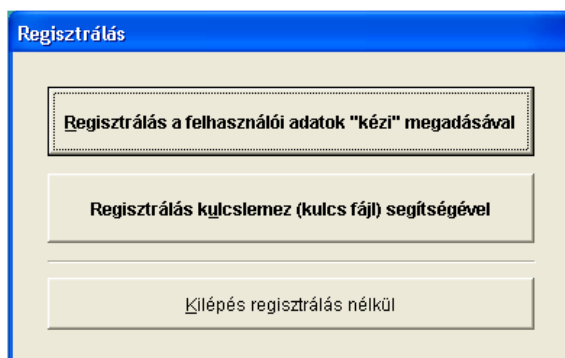 Regisztrálás
Regisztrálás a felhasználói adatok "kézi" megadásával
Regisztrálás kulcslemez (kulcs fájl) segítségével
Kilépés regisztrálás nélkül